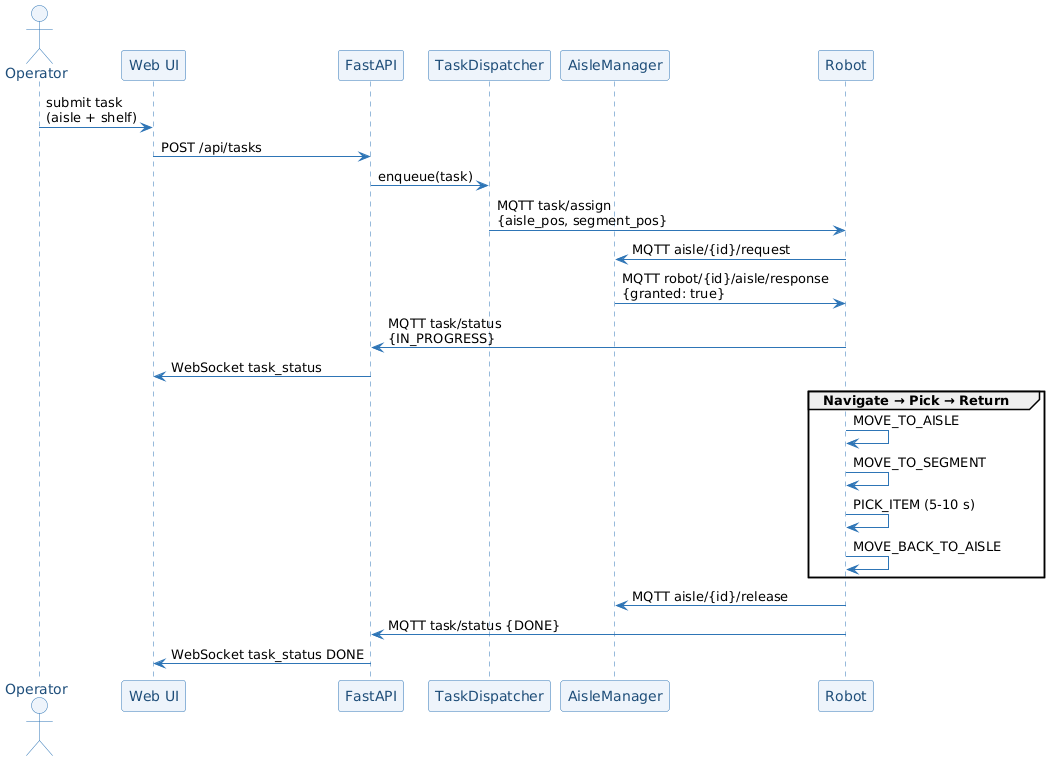 Operator
Web UI
FastAPI
TaskDispatcher
AisleManager
Robot
submit task
(aisle + shelf)
POST /api/tasks
enqueue(task)
MQTT task/assign
{aisle_pos, segment_pos}
MQTT aisle/{id}/request
MQTT robot/{id}/aisle/response
{granted: true}
MQTT task/status
{IN_PROGRESS}
WebSocket task_status
Navigate → Pick → Return
MOVE_TO_AISLE
MOVE_TO_SEGMENT
PICK_ITEM (5-10 s)
MOVE_BACK_TO_AISLE
MQTT aisle/{id}/release
MQTT task/status {DONE}
WebSocket task_status DONE
Operator
Web UI
FastAPI
TaskDispatcher
AisleManager
Robot